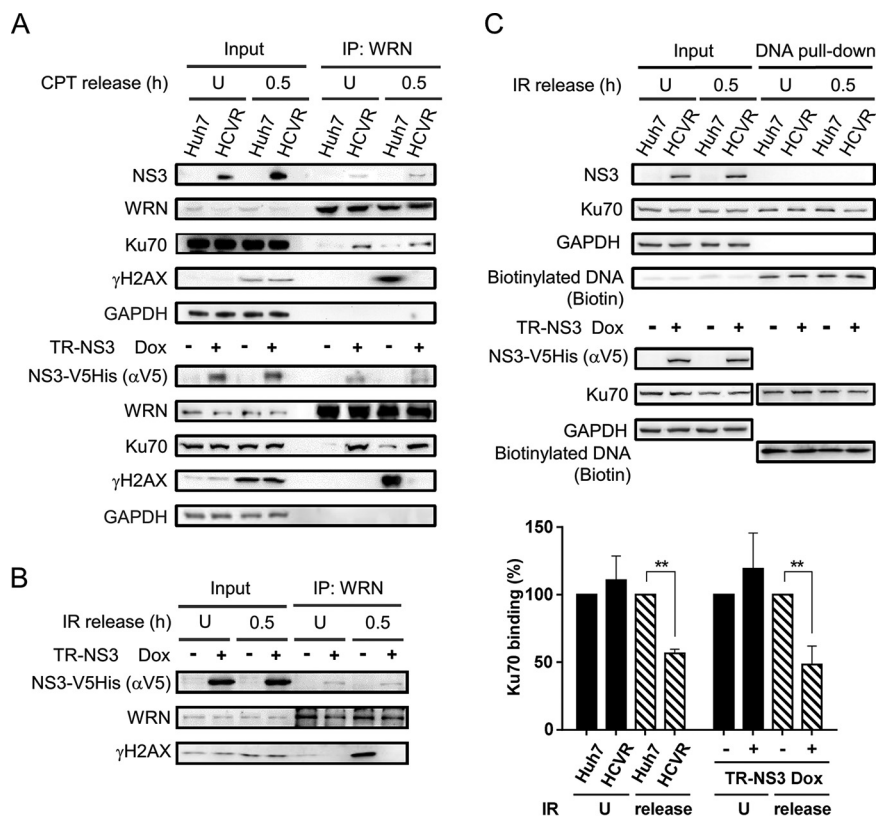 A
Input IP: WRN
CPT release (h) U 0.5 U 0.5
Huh7 HCVR Huh7 HCVR Huh7 HCVR Huh7 HCVR
NS3
WRN
Ku70
γH2AX
GAPDH
TR-NS3 Dox - + - + - + - +
NS3-V5His (αV5)
WRN
Ku70
γH2AX
GAPDH
B
Input IP: WRN
IR release (h) U 0.5 U 0.5
TR-NS3 Dox - + - + - + - +
NS3-V5His (αV5)
WRN
γH2AX
C
Input DNA pull-down
IR release (h) U 0.5 U 0.5
Huh7 HCVR Huh7 HCVR Huh7 HCVR Huh7 HCVR
NS3
Ku70
GAPDH
Biotinylated DNA
(Biotin)
TR-NS3 Dox - + - + - + - +
NS3-V5His (αV5)
Ku70
GAPDH
Biotinylated DNA
(Biotin)
Ku70 binding (%)
150
100
50
0
** **
Huh7 HCVR Huh7 HCVR - + - +
TR-NS3 Dox
IR U release U release